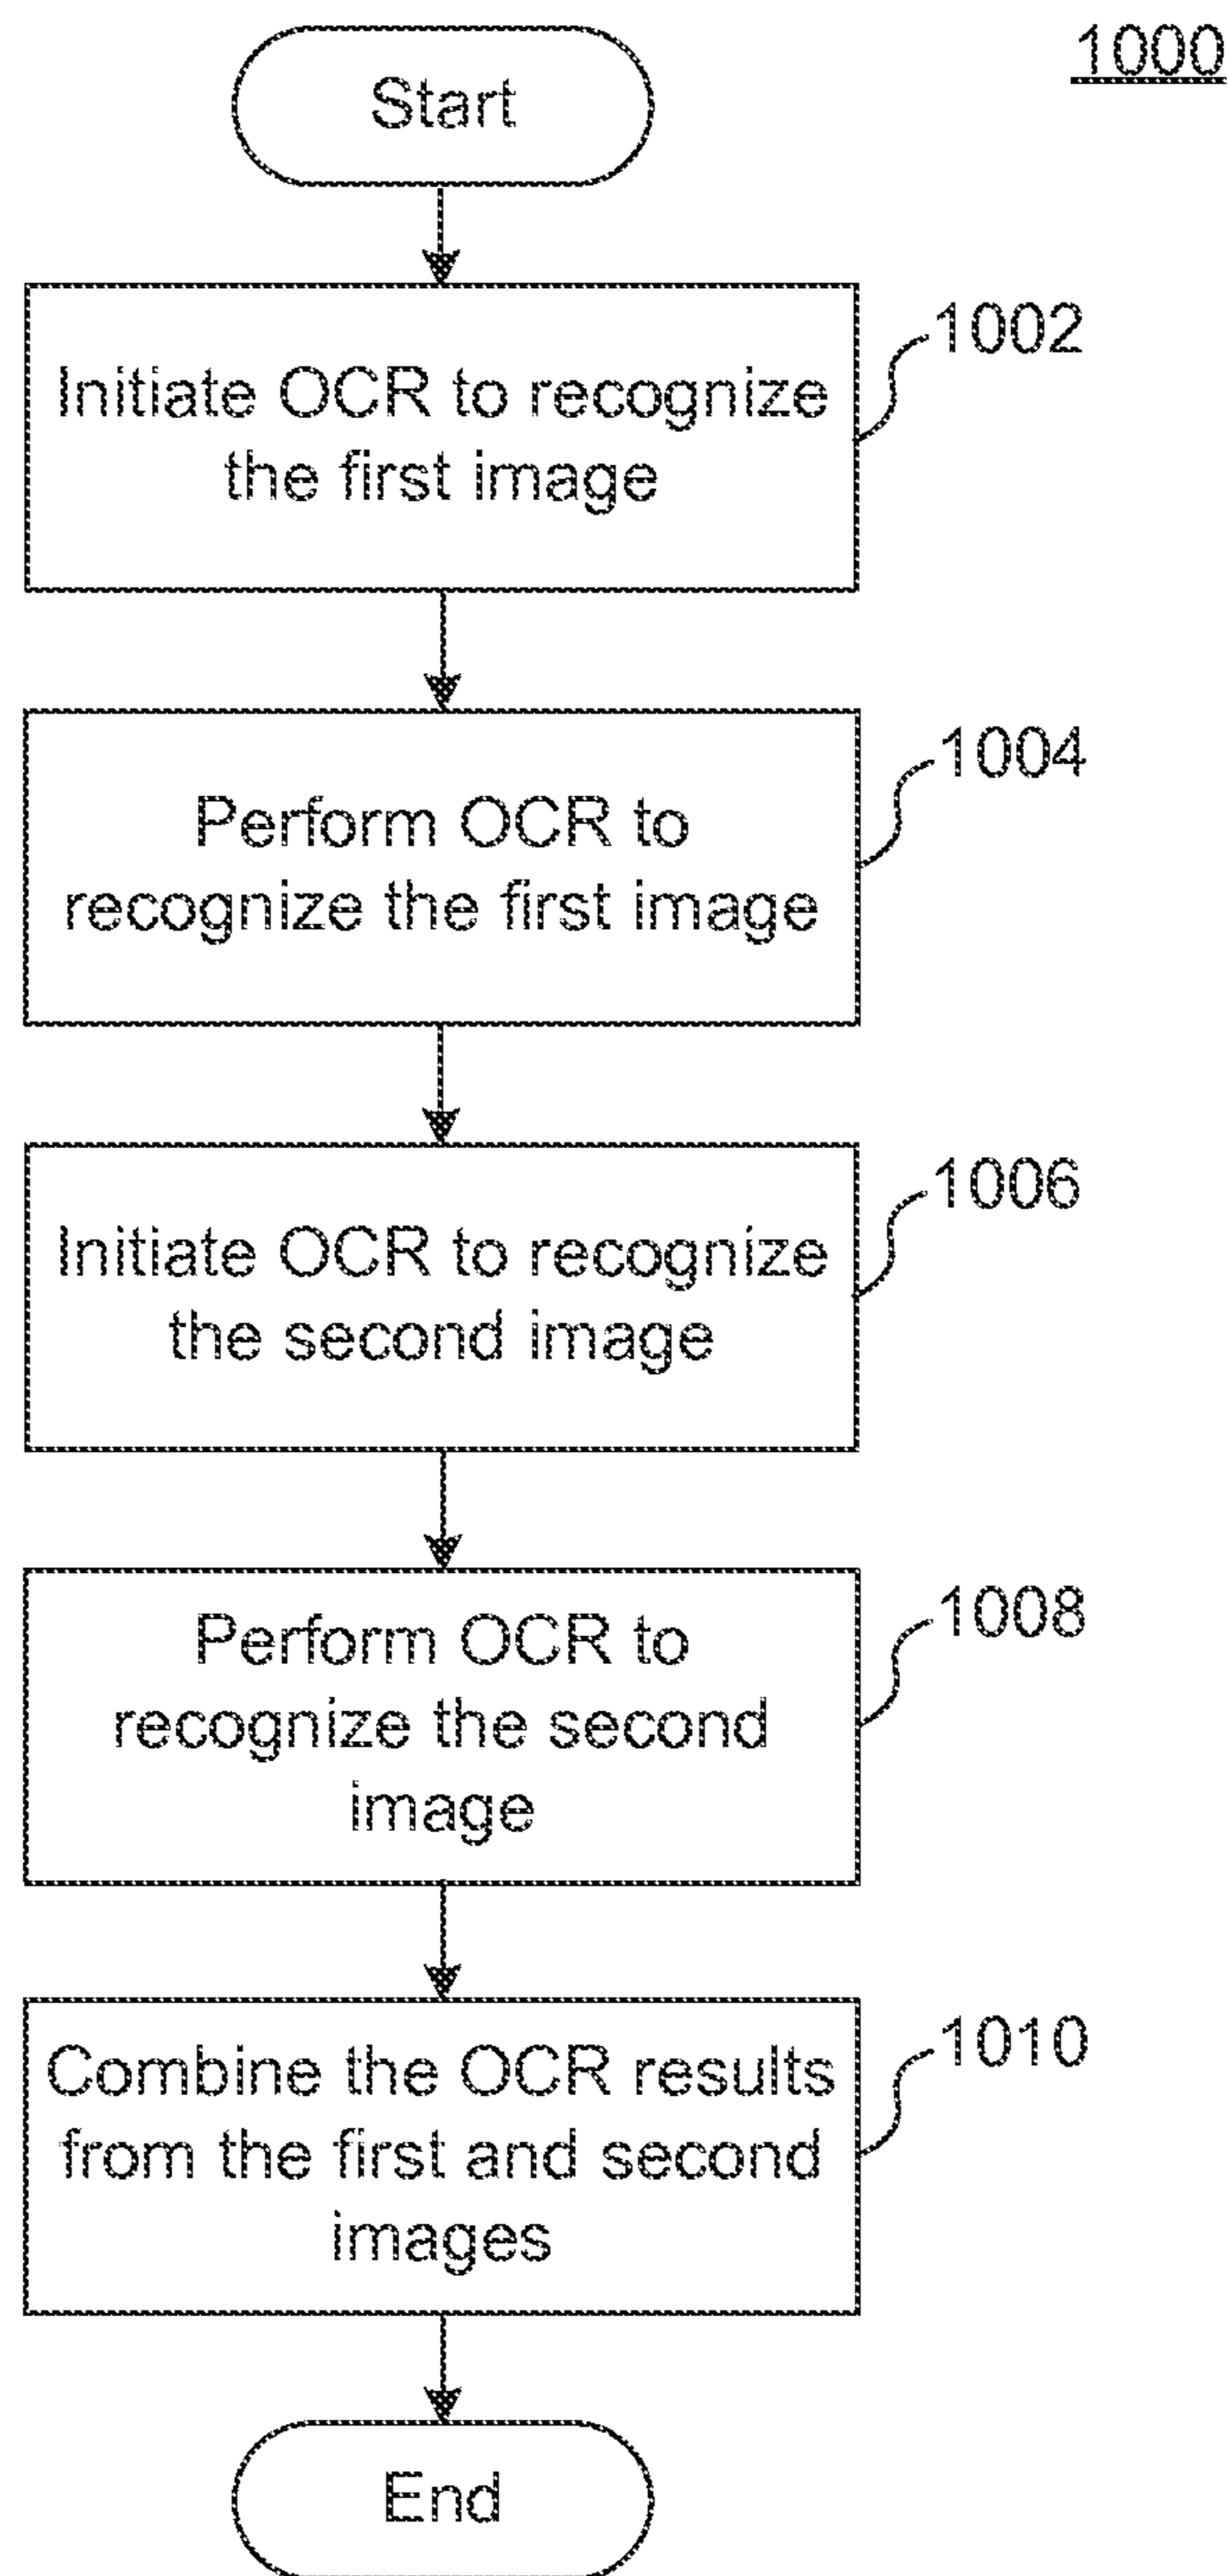 1000
Start
1002
Initiate OCR to recognize
the first image
1004
Perform OCR to
recognize the first image
1006
Initiate OCR to recognize
the second image
1008
Perform OCR to
recognize the second
image
1010
Combine the OCR results
from the first and second
images
End